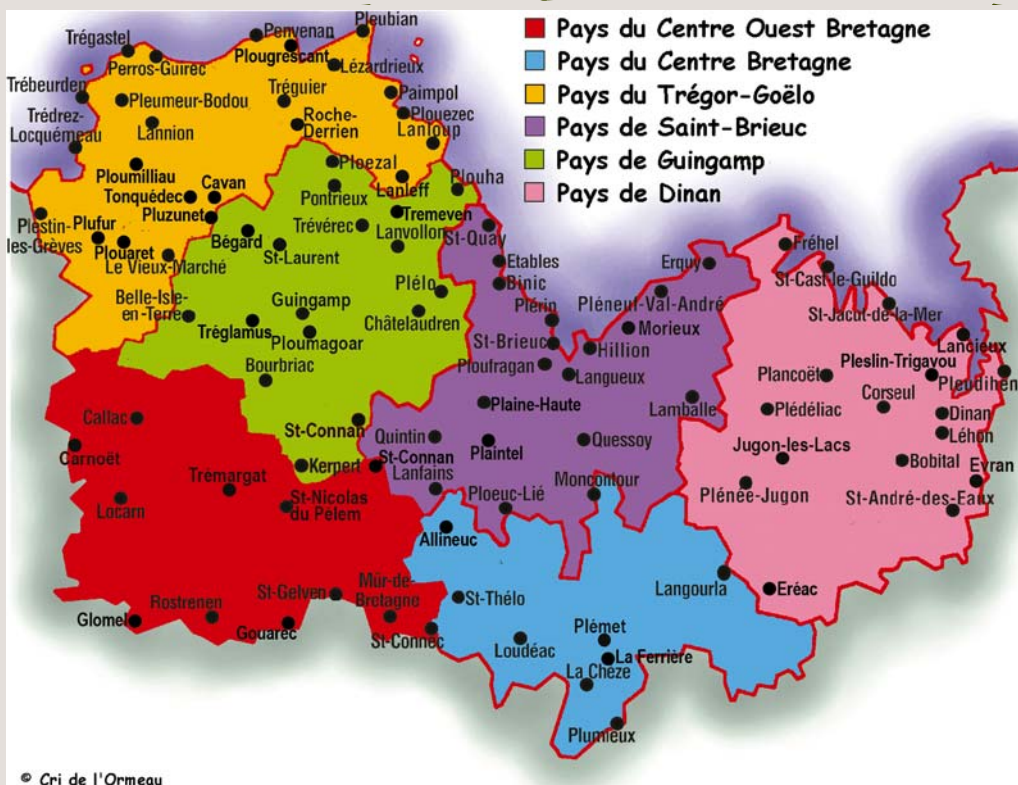 Pays du Centre Ouest Bretagne
Pays du Centre Bretagne
Pays du Trégor-Goëlo
Pays de Saint-Brieuc
Pays de Guingamp
Pays de Dinan
Pleubian
Penvenan
Trégastel
Plougrescant
Perros-Guirec
Lézardrieux
Trébeurden
Pleumeur-Bodou
Tréguier
Paimpol
Trédrez-
Locquémeau
Lannion
Roche-
Derrien
Plouezec
Lanloup
Ploumilliau
Ploezal
Tonquédec
Cavan
Pontrieux
Lanleff
Plouha
Plestin-
les-Grèves
Plufur
Pluzunet
Tremeven
Plouaret
Bégard
Trévérec
Lanvollon
St-Quay
Le Vieux-Marché
St-Laurent
Etables
Erquy
Fréhel
Binic
St-Cast-le-Guildo
Belle-Isle-
en-Terre
Guingamp
Plélo
Plérin
Pléneuf-Val-André
St-Jacut-de-la-Mer
Tréglamus
Ploumagoar
Châtelaudren
St-Brieuc
Morieux
Hillion
Lancieux
Bourbriac
Ploufragan
Langueux
Plancoët
Pleslin-Trigavou
Pleudihen
Callac
St-Connan
Plaine-Haute
Lamballe
Plédéliac
Corseul
Dinan
Carnoët
Quintin
Plaintel
Quessoy
Jugon-les-Lacs
Léhon
Trémargat
Kerpert
St-Connan
Lanfains
Moncontour
Bobital
Evran
Locarn
St-Nicolas
du Pélem
Ploeuc-Lié
Plénée-Jugon
St-André-des-Eaux
Allineuc
Rostrenen
St-Gelven
Mûr-de-
Bretagne
St-Thélo
Langourla
Eréac
Glomel
Gouarec
St-Connec
Loudéac
Plémet
La Ferrière
La Chèze
Plumieux
© Cri de l'Ormeau